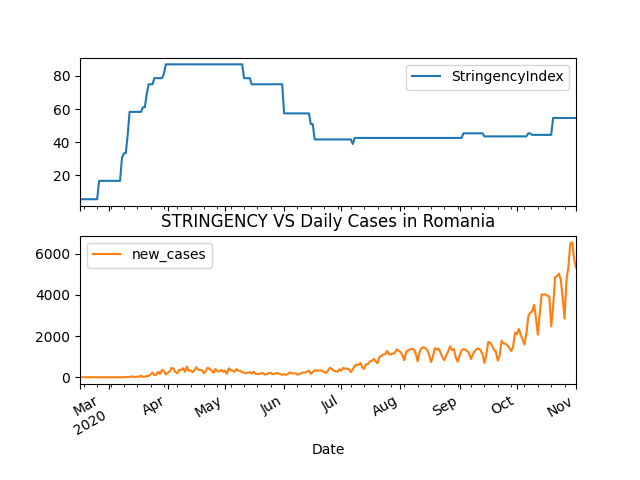 80
60
40
20
StringencyIndex
STRINGENCY VS Daily Cases in Romania
6000
4000
2000
0
new_cases
Mar
2020
Apr
May
Jun
Jul
Aug
Sep
Oct
Nov
Date